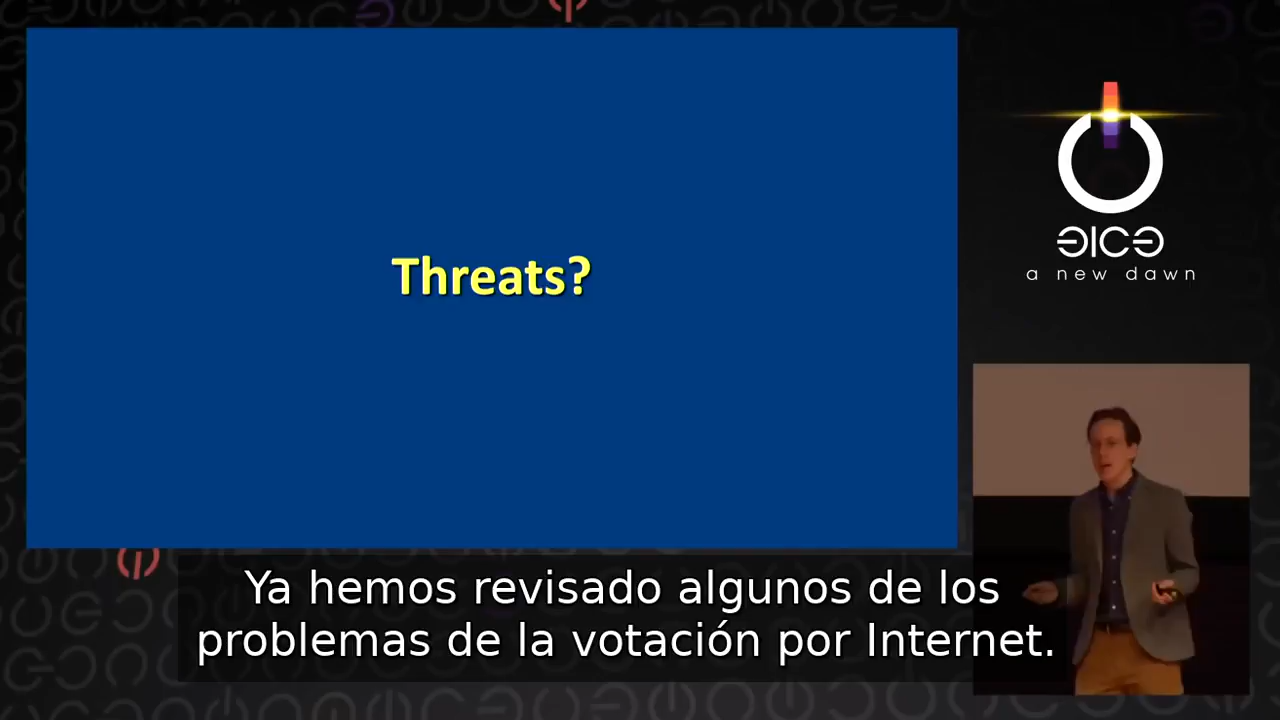 Threats?
ƎICƎ
a new dawn
Ya hemos revisado algunos de los
problemas de la votación por Internet.